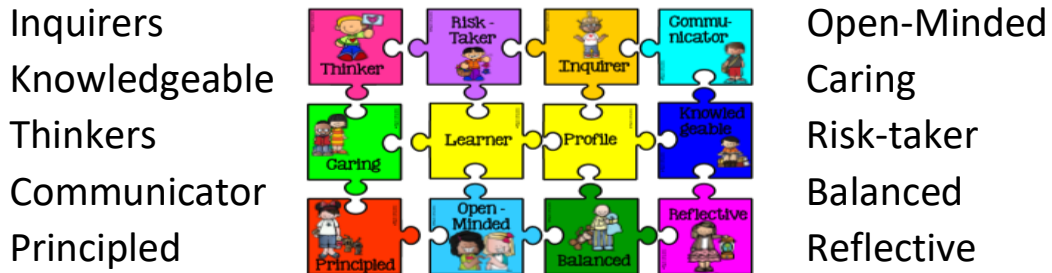 Inquirers
Knowledgeable
Thinkers
Communicator
Principled
Thinker
Risk -
Taker
Inquirer
Commu-
nicator
Caring
Learner
Profile
Knowled
geable
Principled
Open -
Minded
Balanced
Reflective
Open-Minded
Caring
Risk-taker
Balanced
Reflective